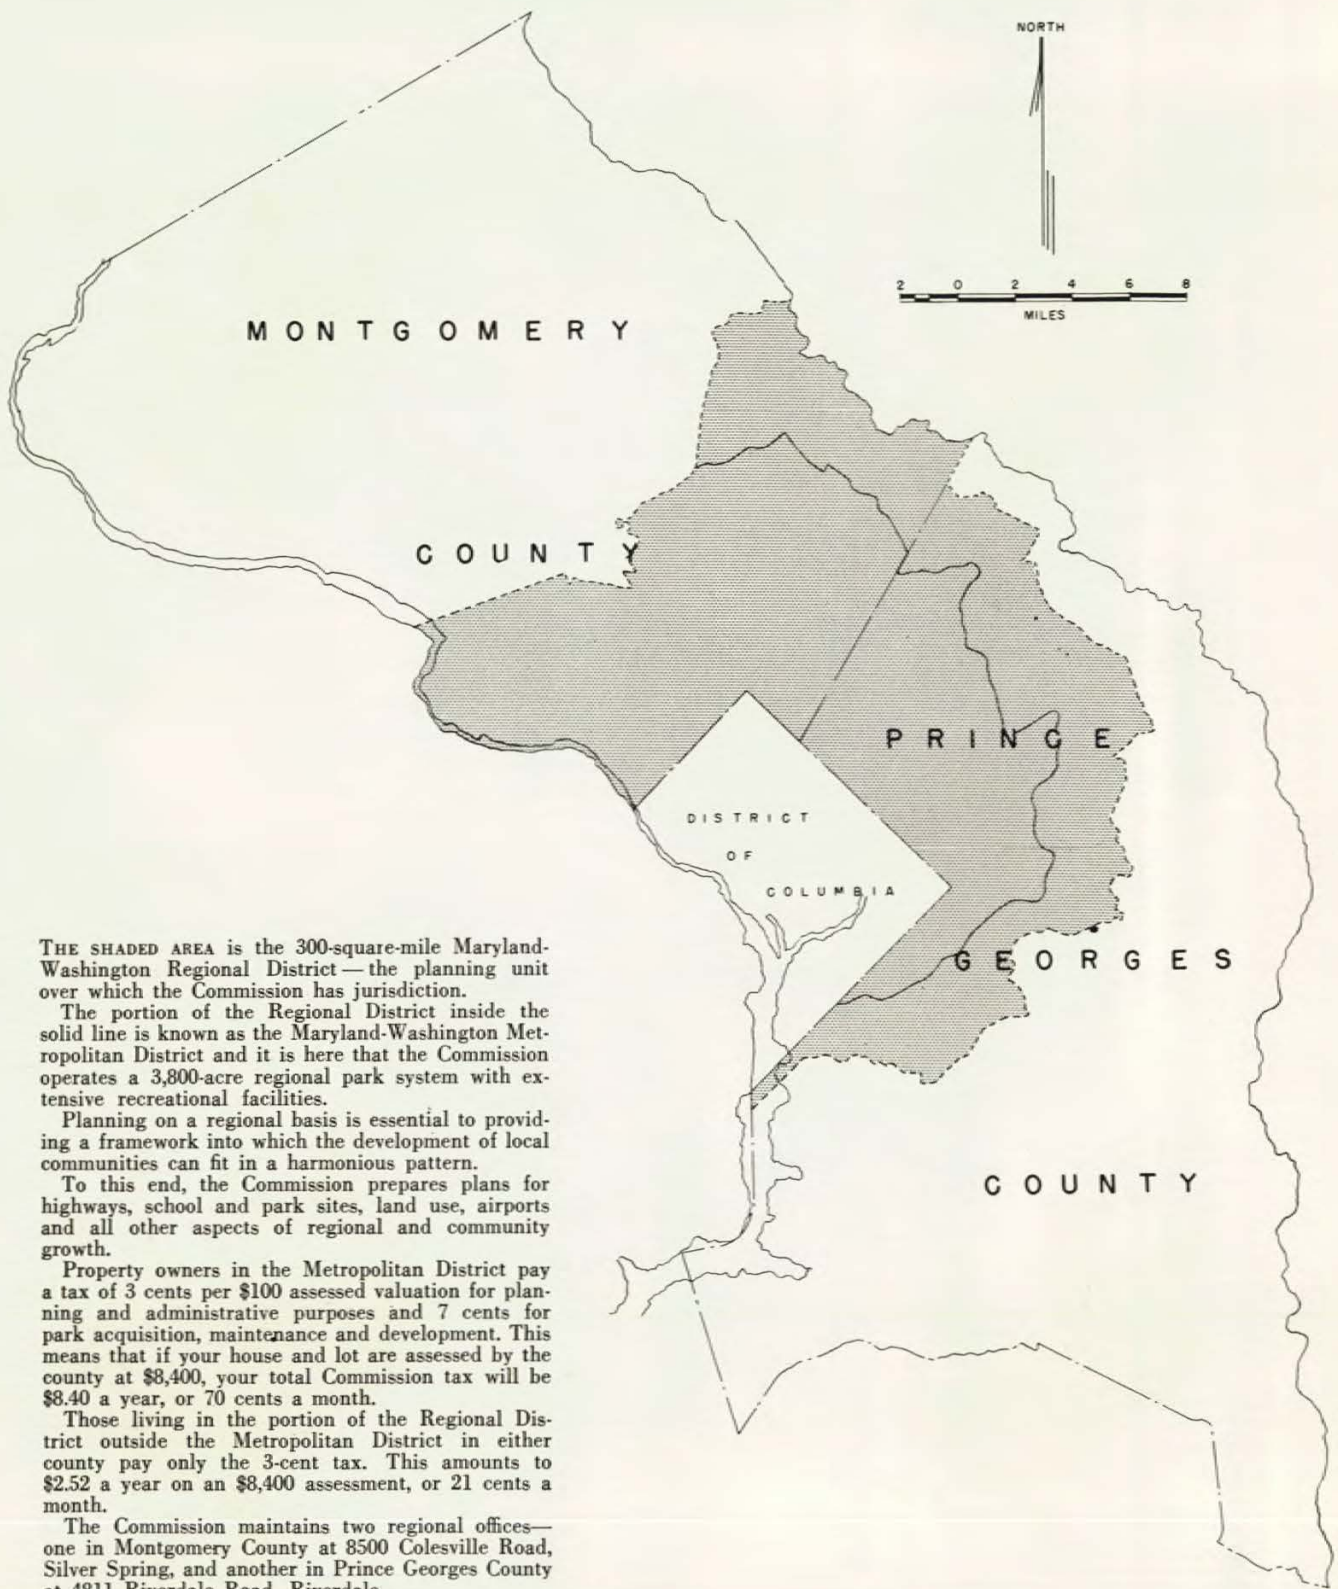 NORTH
2 0 2 4 6 8
MILES
MONTGOMERY
COUNTY
PRINCE
DISTRICT
OF
COLUMBIA
GEORGES
COUNTY
THE SHADED AREA is the 300-square-mile Maryland-
Washington Regional District — the planning unit
over which the Commission has jurisdiction.
The portion of the Regional District inside the
solid line is known as the Maryland-Washington Met-
ropolitan District and it is here that the Commission
operates a 3,800-acre regional park system with ex-
tensive recreational facilities.
Planning on a regional basis is essential to provid-
ing a framework into which the development of local
communities can fit in a harmonious pattern.
To this end, the Commission prepares plans for
highways, school and park sites, land use, airports
and all other aspects of regional and community
growth.
Property owners in the Metropolitan District pay
a tax of 3 cents per $100 assessed valuation for plan-
ning and administrative purposes and 7 cents for
park acquisition, maintenance and development. This
means that if your house and lot are assessed by the
county at $8,400, your total Commission tax will be
$8.40 a year, or 70 cents a month.
Those living in the portion of the Regional Dis-
trict outside the Metropolitan District in either
county pay only the 3-cent tax. This amounts to
$2.52 a year on an $8,400 assessment, or 21 cents a
month.
The Commission maintains two regional offices—
one in Montgomery County at 8500 Colesville Road,
Silver Spring, and another in Prince Georges County
at 4811 Riverdale Road, Riverdale